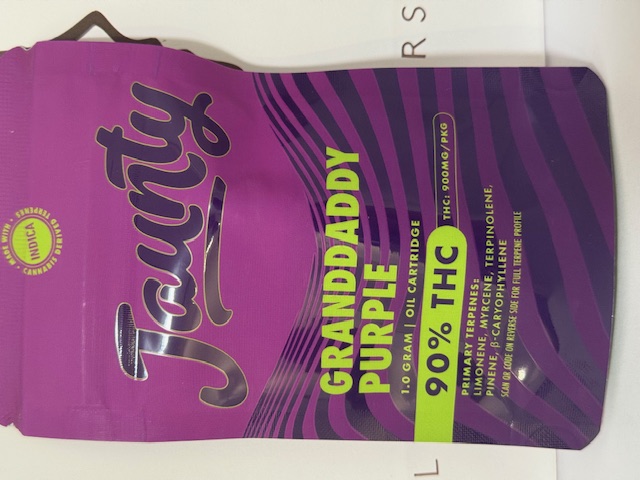 MADE WITH
INDICA
CANNABIS DERIVED TERPENES
Jaunty
GRANDDADDY
PURPLE
1.0 GRAM | OIL CARTRIDGE
90% THC THC: 900MG/PKG
PRIMARY TERPENES:
LIMONENE, MYRCENE, TERPINOLENE,
PINENE, β-CARYOPHYLLENE
SCAN QR CODE ON REVERSE SIDE FOR FULL TERPENE PROFILE
L
RS